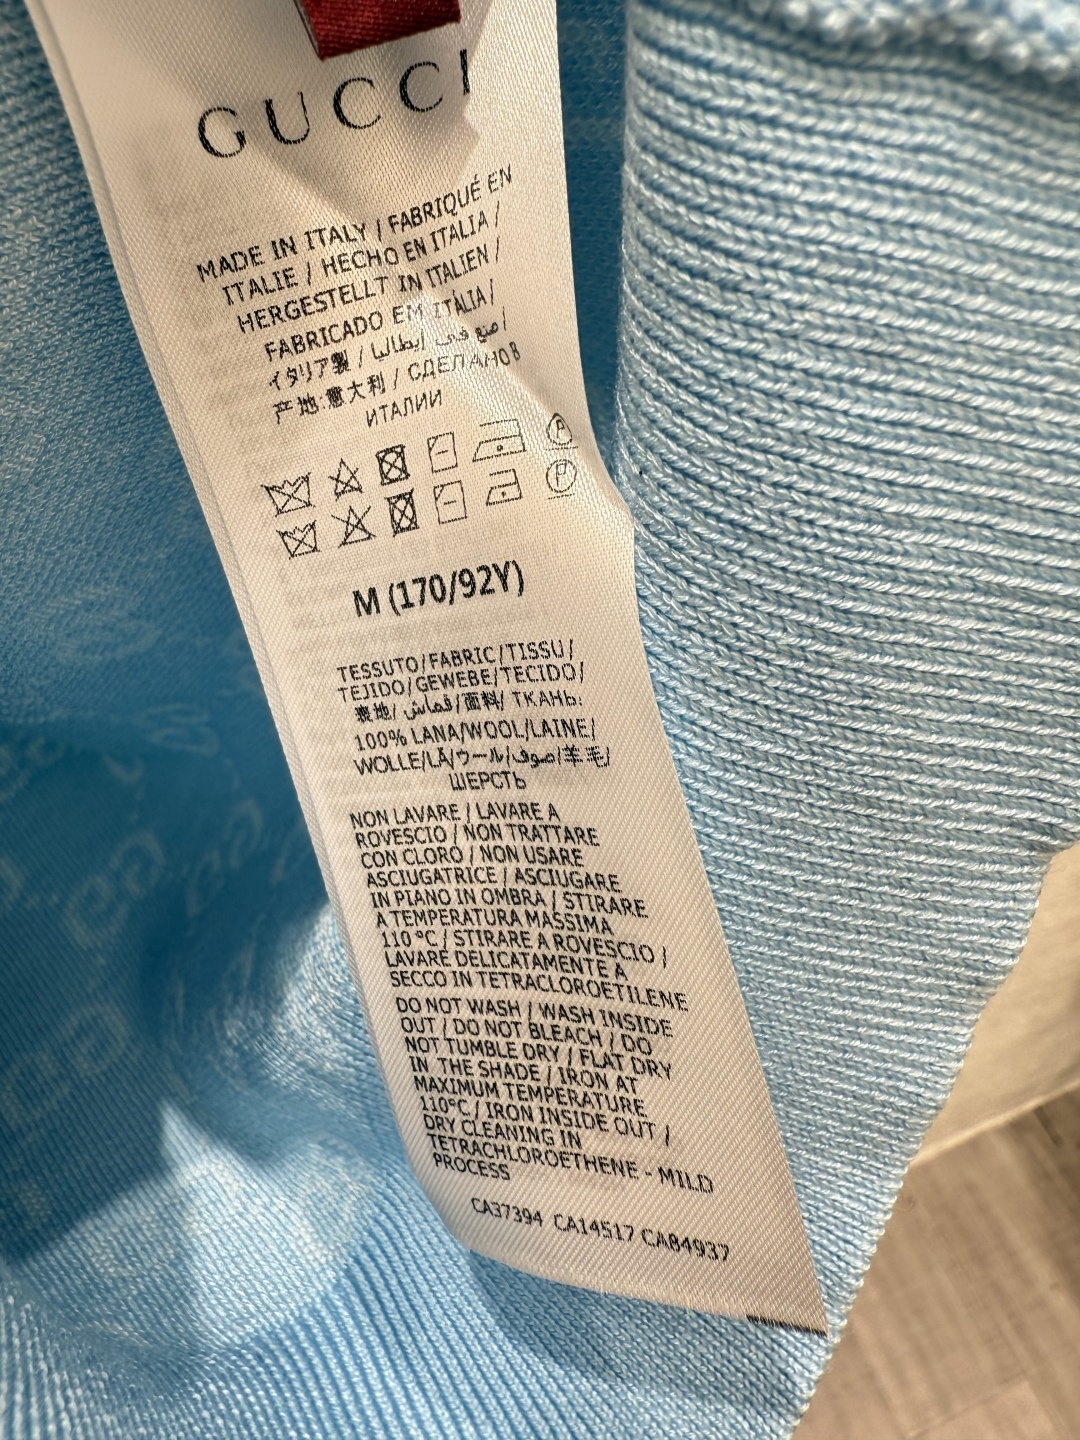 GUCCI
MADE IN ITALY / FABRIQUÉ EN
ITALIE / HECHO EN ITALIA /
HERGESTELLT IN ITALIEN /
FABRICADO EM ITÁLIA /
イタリア製 / صنع في إيطاليا /
产地:意大利 / СДЕЛАНО В
ИТАЛИИ
M (170/92Y)
TESSUTO/FABRIC/TISSU/
TEJIDO/GEWEBE/TECIDO/
表地/ قماش/面料/ ТКАНЬ:
100% LANA/WOOL/LAINE/
WOLLE/LÃ/ウール/صوف/羊毛/
ШЕРСТЬ
NON LAVARE / LAVARE A
ROVESCIO / NON TRATTARE
CON CLORO / NON USARE
ASCIUGATRICE / ASCIUGARE
IN PIANO IN OMBRA / STIRARE
A TEMPERATURA MASSIMA
110 °C / STIRARE A ROVESCIO /
LAVARE DELICATAMENTE A
SECCO IN TETRACLOROETILENE
DO NOT WASH / WASH INSIDE
OUT / DO NOT BLEACH / DO
NOT TUMBLE DRY / FLAT DRY
IN THE SHADE / IRON AT
MAXIMUM TEMPERATURE
110°C / IRON INSIDE OUT /
DRY CLEANING IN
TETRACHLOROETHENE - MILD
PROCESS
CA37394 CA14517 CA84937